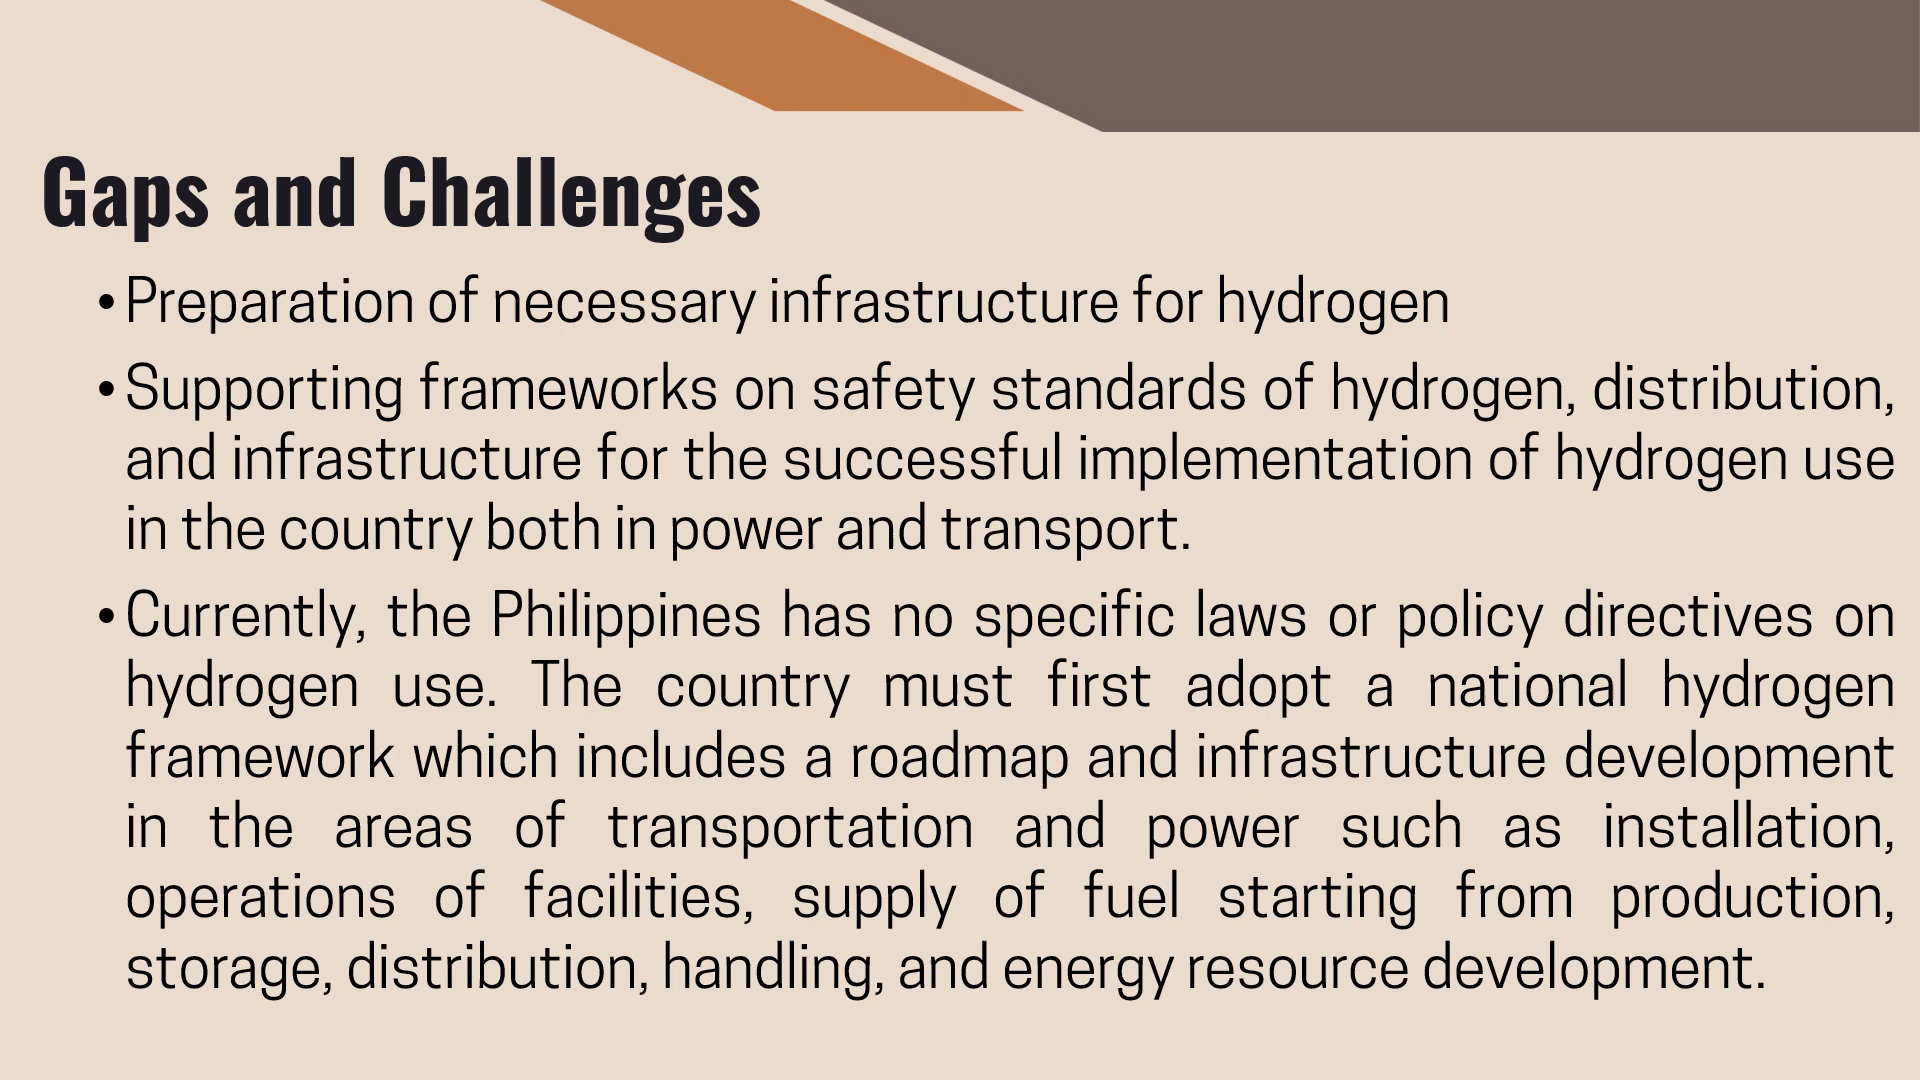 Gaps and Challenges
•Preparation of necessary infrastructure for hydrogen
•Supporting frameworks on safety standards of hydrogen, distribution,
and infrastructure for the successful implementation of hydrogen use
in the country both in power and transport.
•Currently, the Philippines has no specific laws or policy directives on
hydrogen use. The country must first adopt a national hydrogen
framework which includes a roadmap and infrastructure development
in the areas of transportation and power such as installation,
operations of facilities, supply of fuel starting from production,
storage, distribution, handling, and energy resource development.